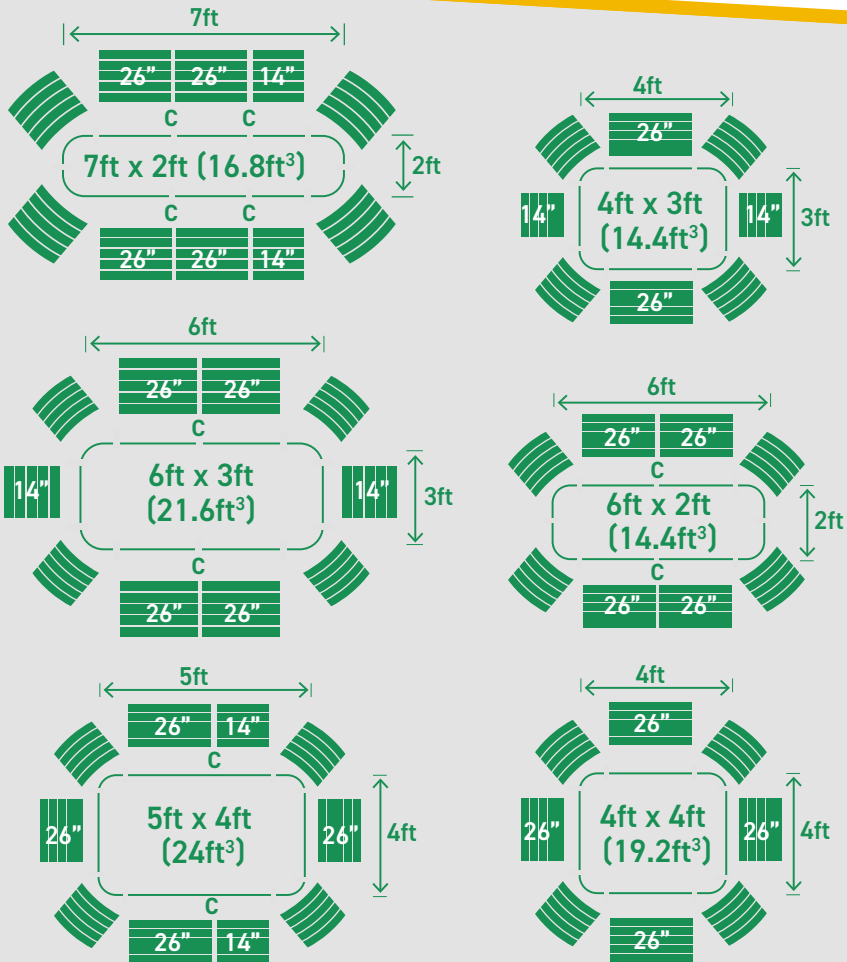 7ft
26” 26” 14”
C C
7ft x 2ft (16.8ft³)
2ft
C C
26” 26” 14”
4ft
26”
14”
4ft x 3ft
(14.4ft³)
14”
3ft
26”
6ft
26” 26”
C
14”
6ft x 3ft
(21.6ft³)
14”
3ft
C
26” 26”
6ft
26” 26”
C
6ft x 2ft
(14.4ft³)
2ft
C
26” 26”
5ft
26” 14”
C
26”
5ft x 4ft
(24ft³)
26”
4ft
C
26” 14”
4ft
26”
26”
4ft x 4ft
(19.2ft³)
26”
4ft
26”